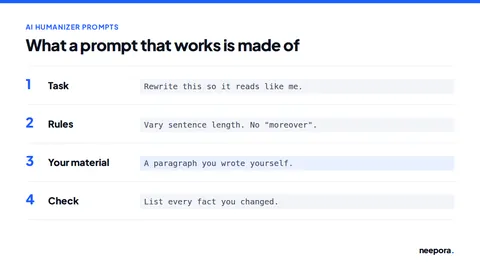 AI HUMANIZER PROMPTS
What a prompt that works is made of
1 Task Rewrite this so it reads like me.
2 Rules Vary sentence length. No "moreover".
3 Your material A paragraph you wrote yourself.
4 Check List every fact you changed.
neepora.